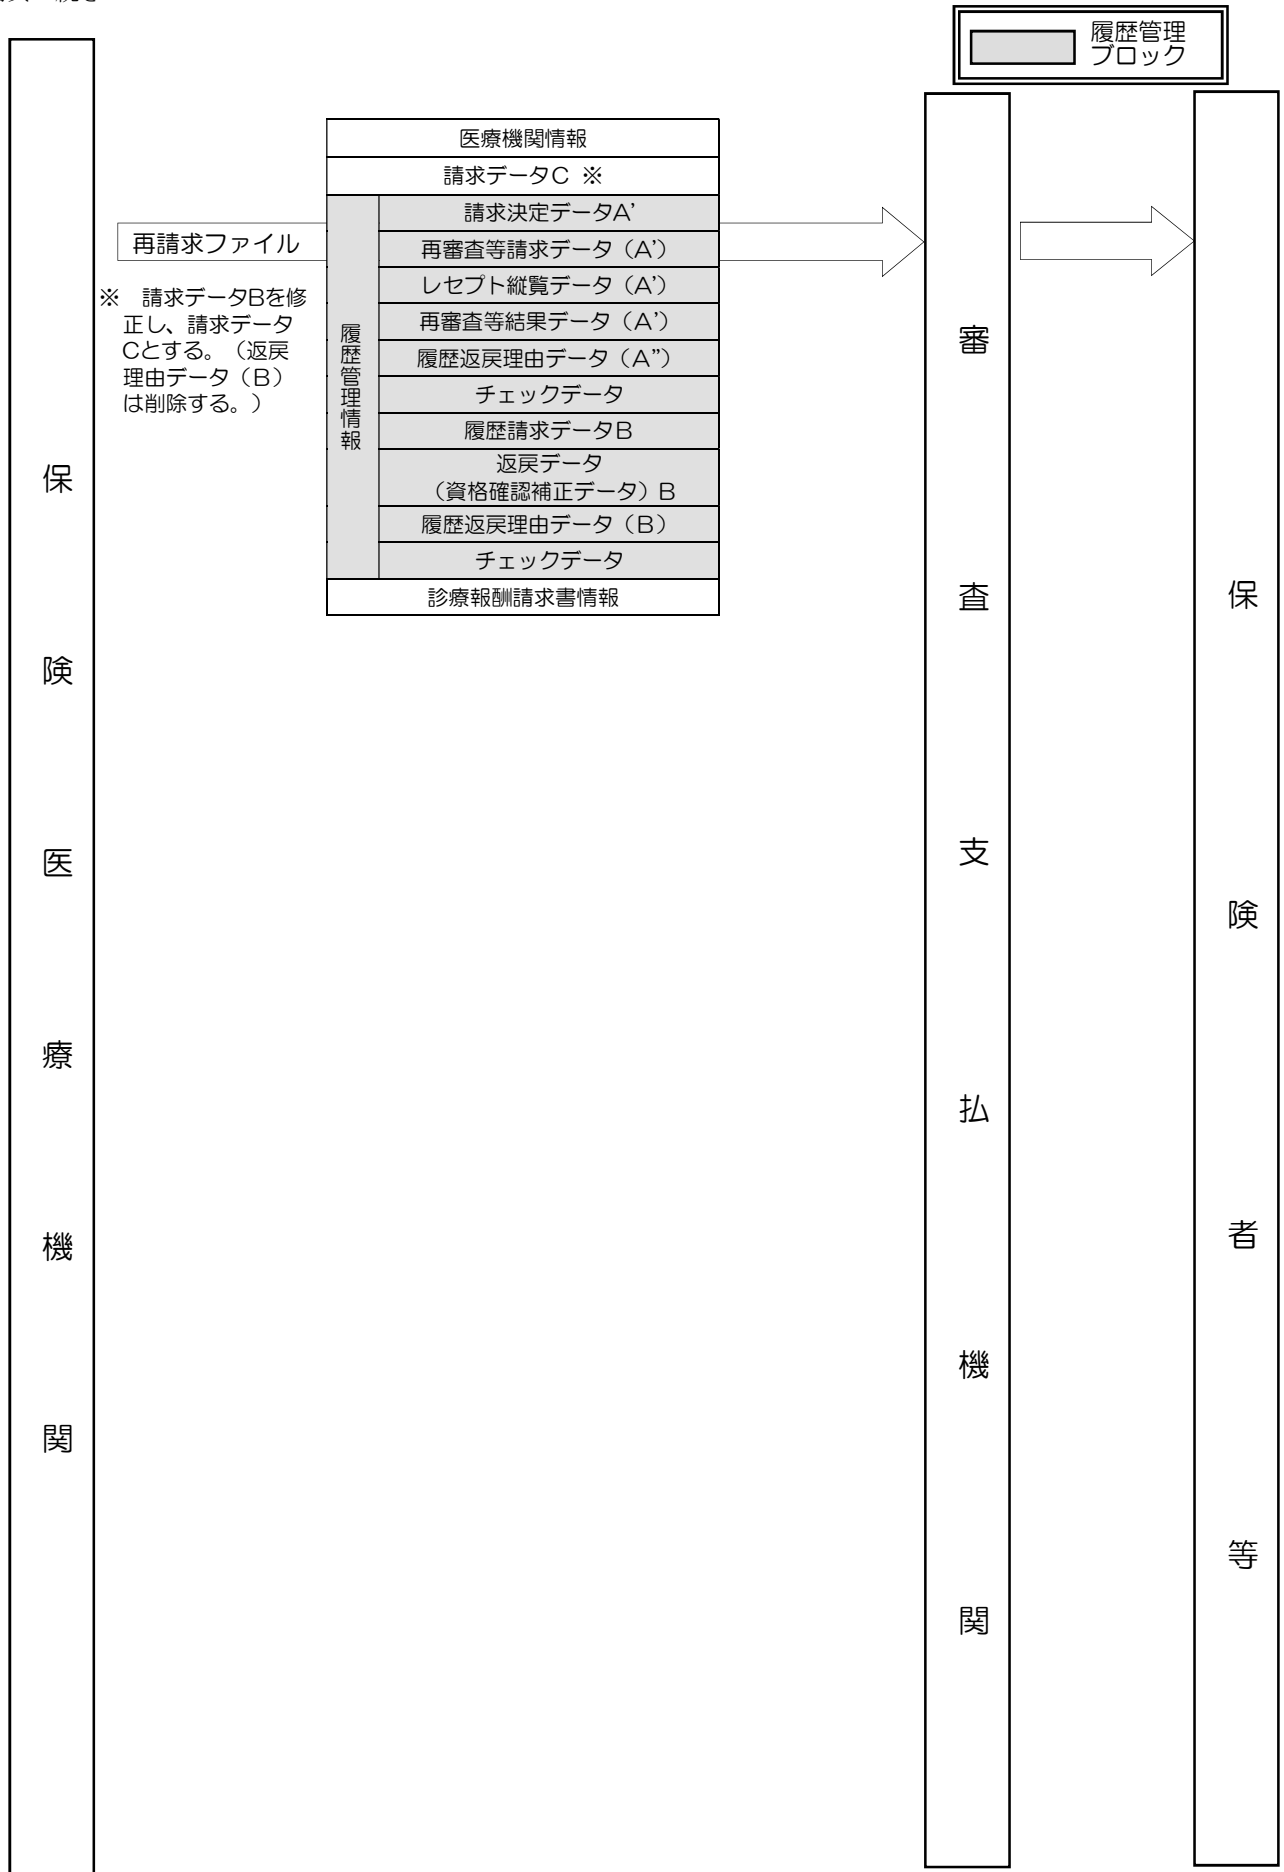 履歴管理
ブロック
医療機関情報
請求データC ※
請求決定データA’
再審査等請求データ（A’）
レセプト縦覧データ（A’）
再審査等結果データ（A’）
履歴返戻理由データ（A”）
チェックデータ
履歴請求データB
返戻データ
（資格確認補正データ）B
履歴返戻理由データ（B）
チェックデータ
診療報酬請求書情報
履歴管理情報
再請求ファイル
※　請求データBを修
正し、請求データ
Cとする。（返戻
理由データ（B）
は削除する。）
保険医療機関
審査支払機関
保険者等